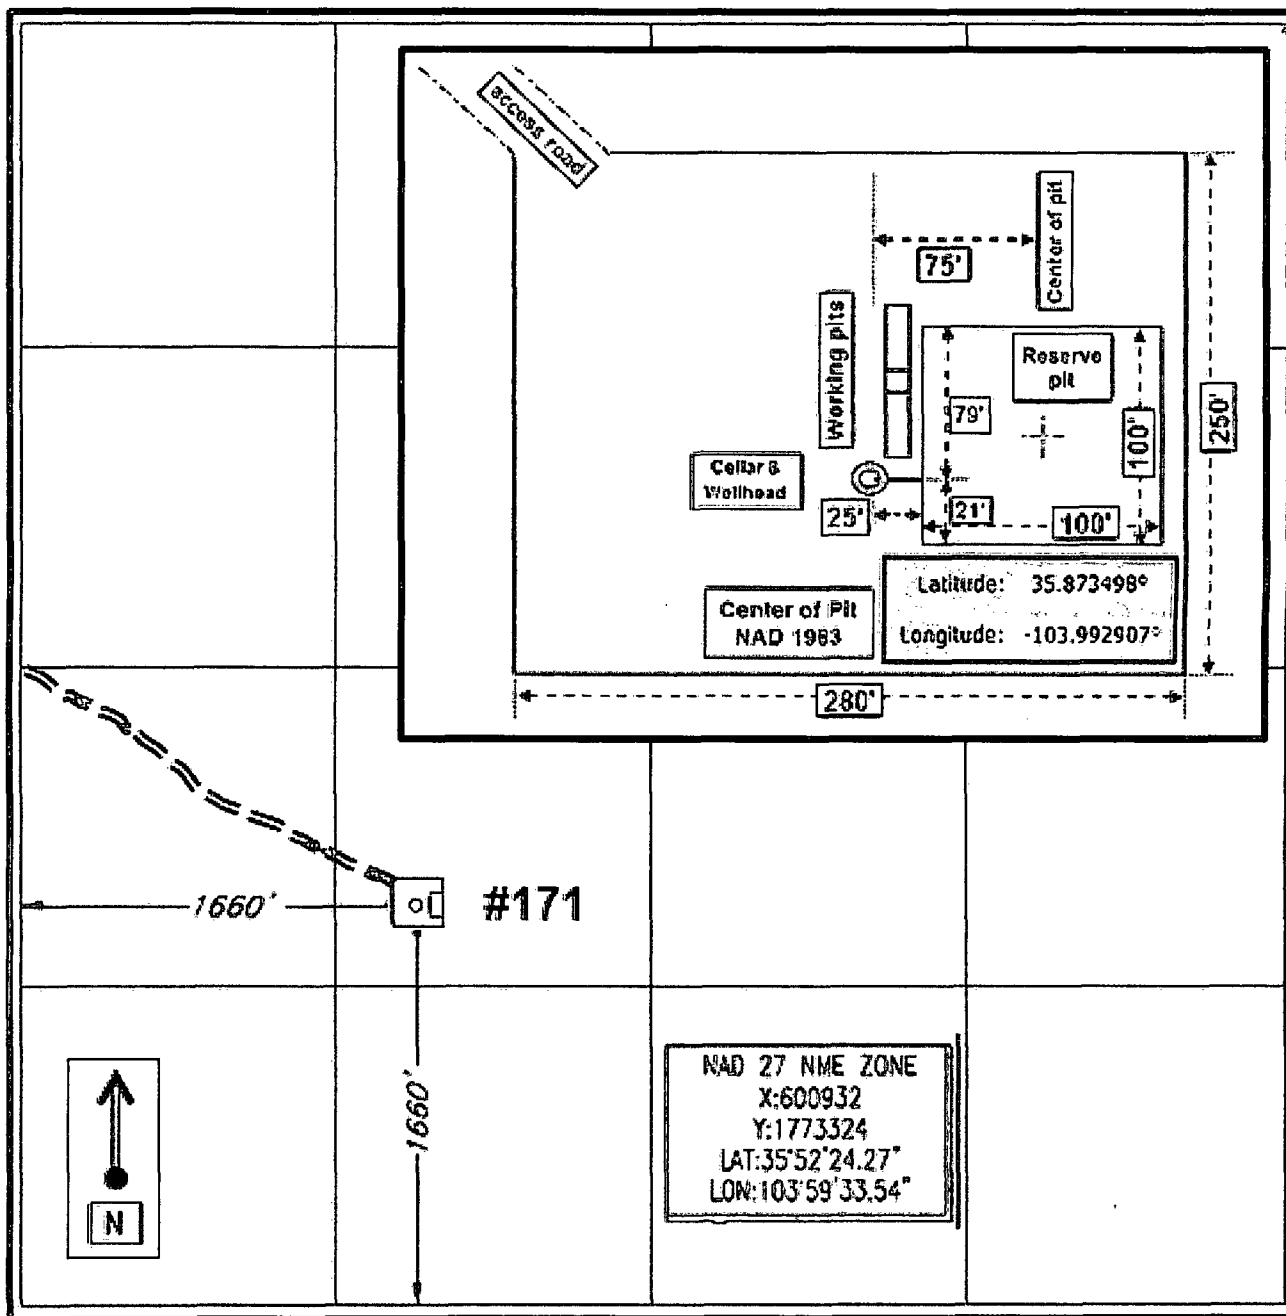 access road
Center of pit
75'
Working pits
Reserve
pit
79'
100'
250'
Cellar &
Wellhead
25'
21'
100'
Latitude: 35.873498°
Center of Pit
NAD 1983
Longitude: -103.992907°
280'
1660'
#171
1660'
N
NAD 27 NME ZONE
X:600932
Y:1773324
LAT:35°52'24.27"
LON:103°59'33.54"